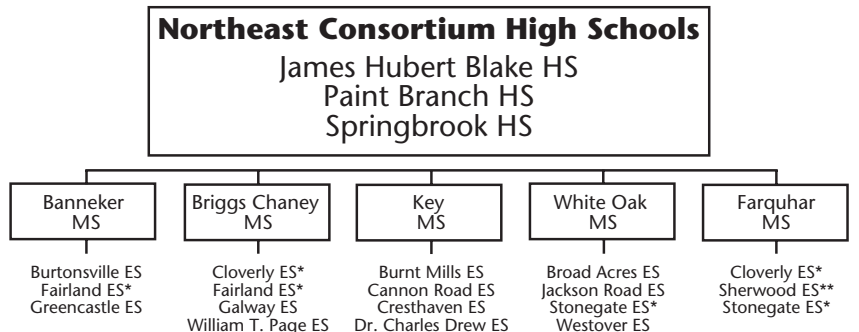 Northeast Consortium High Schools
James Hubert Blake HS
Paint Branch HS
Springbrook HS
Banneker
MS
Burtonsville ES
Fairland ES*
Greencastle ES
Briggs Chaney
MS
Cloverly ES*
Fairland ES*
Galway ES
William T. Page ES
Key
MS
Burnt Mills ES
Cannon Road ES
Cresthaven ES
Dr. Charles Drew ES
White Oak
MS
Broad Acres ES
Jackson Road ES
Stonegate ES*
Westover ES
Farquhar
MS
Cloverly ES*
Sherwood ES**
Stonegate ES*